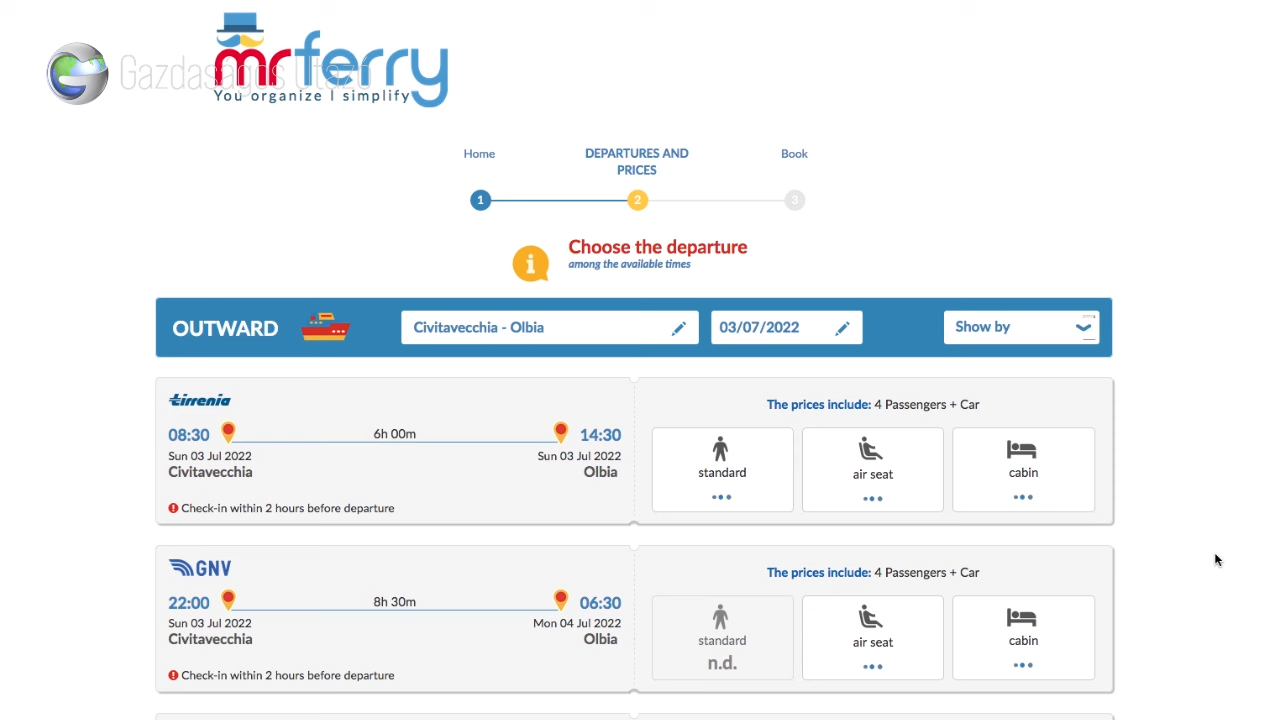 Gazdaságos Utazó
mrferry
You organize I simplify
Home
DEPARTURES AND
PRICES
Book
1
2
3
i
Choose the departure
among the available times
OUTWARD
Civitavecchia - Olbia
03/07/2022
Show by
tirrenia
The prices include: 4 Passengers + Car
08:30
6h 00m
14:30
Sun 03 Jul 2022
Sun 03 Jul 2022
Civitavecchia
Olbia
standard
air seat
cabin
Check-in within 2 hours before departure
GNV
The prices include: 4 Passengers + Car
22:00
8h 30m
06:30
Sun 03 Jul 2022
Mon 04 Jul 2022
Civitavecchia
Olbia
standard
n.d.
air seat
cabin
Check-in within 2 hours before departure